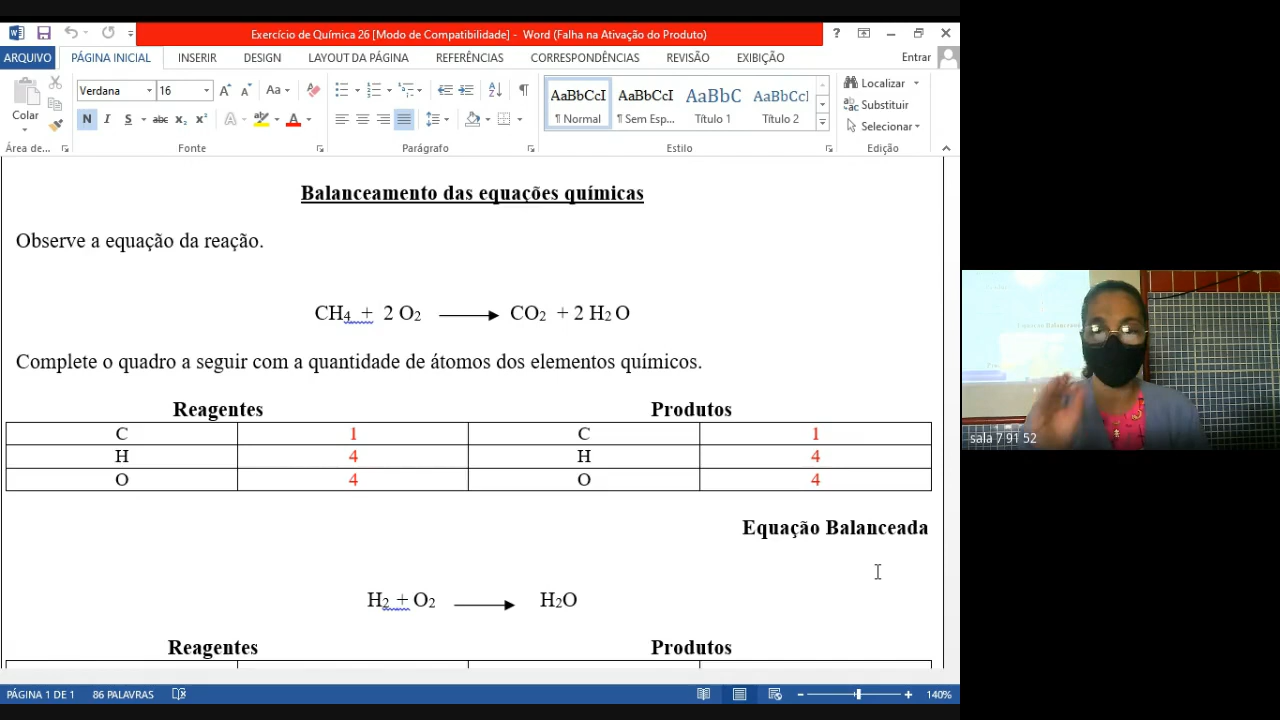 Exercício de Química 26 [Modo de Compatibilidade] - Word (Falha na Ativação do Produto)
?
ARQUIVO PÁGINA INICIAL INSERIR DESIGN LAYOUT DA PÁGINA REFERÊNCIAS CORRESPONDÊNCIAS REVISÃO EXIBIÇÃO Entrar
Verdana 16 Aa AaBbCcI AaBbCcI AaBbC AaBbCcl Localizar
Substituir
Colar N I S abc x₂ x² A A ¶ Normal ¶ Sem Esp... Título 1 Título 2 Selecionar
Área de... Fonte Parágrafo Estilo Edição
Balanceamento das equações químicas
Observe a equação da reação.
CH₄ + 2 O₂ ⟶ CO₂ + 2 H₂ O
Complete o quadro a seguir com a quantidade de átomos dos elementos químicos.
Reagentes Produtos
C 1 C 1
H 4 H 4
O 4 O 4
Equação Balanceada
H₂ + O₂ ⟶ H₂O
Reagentes Produtos
sala 7 91 52
PÁGINA 1 DE 1 86 PALAVRAS 140%